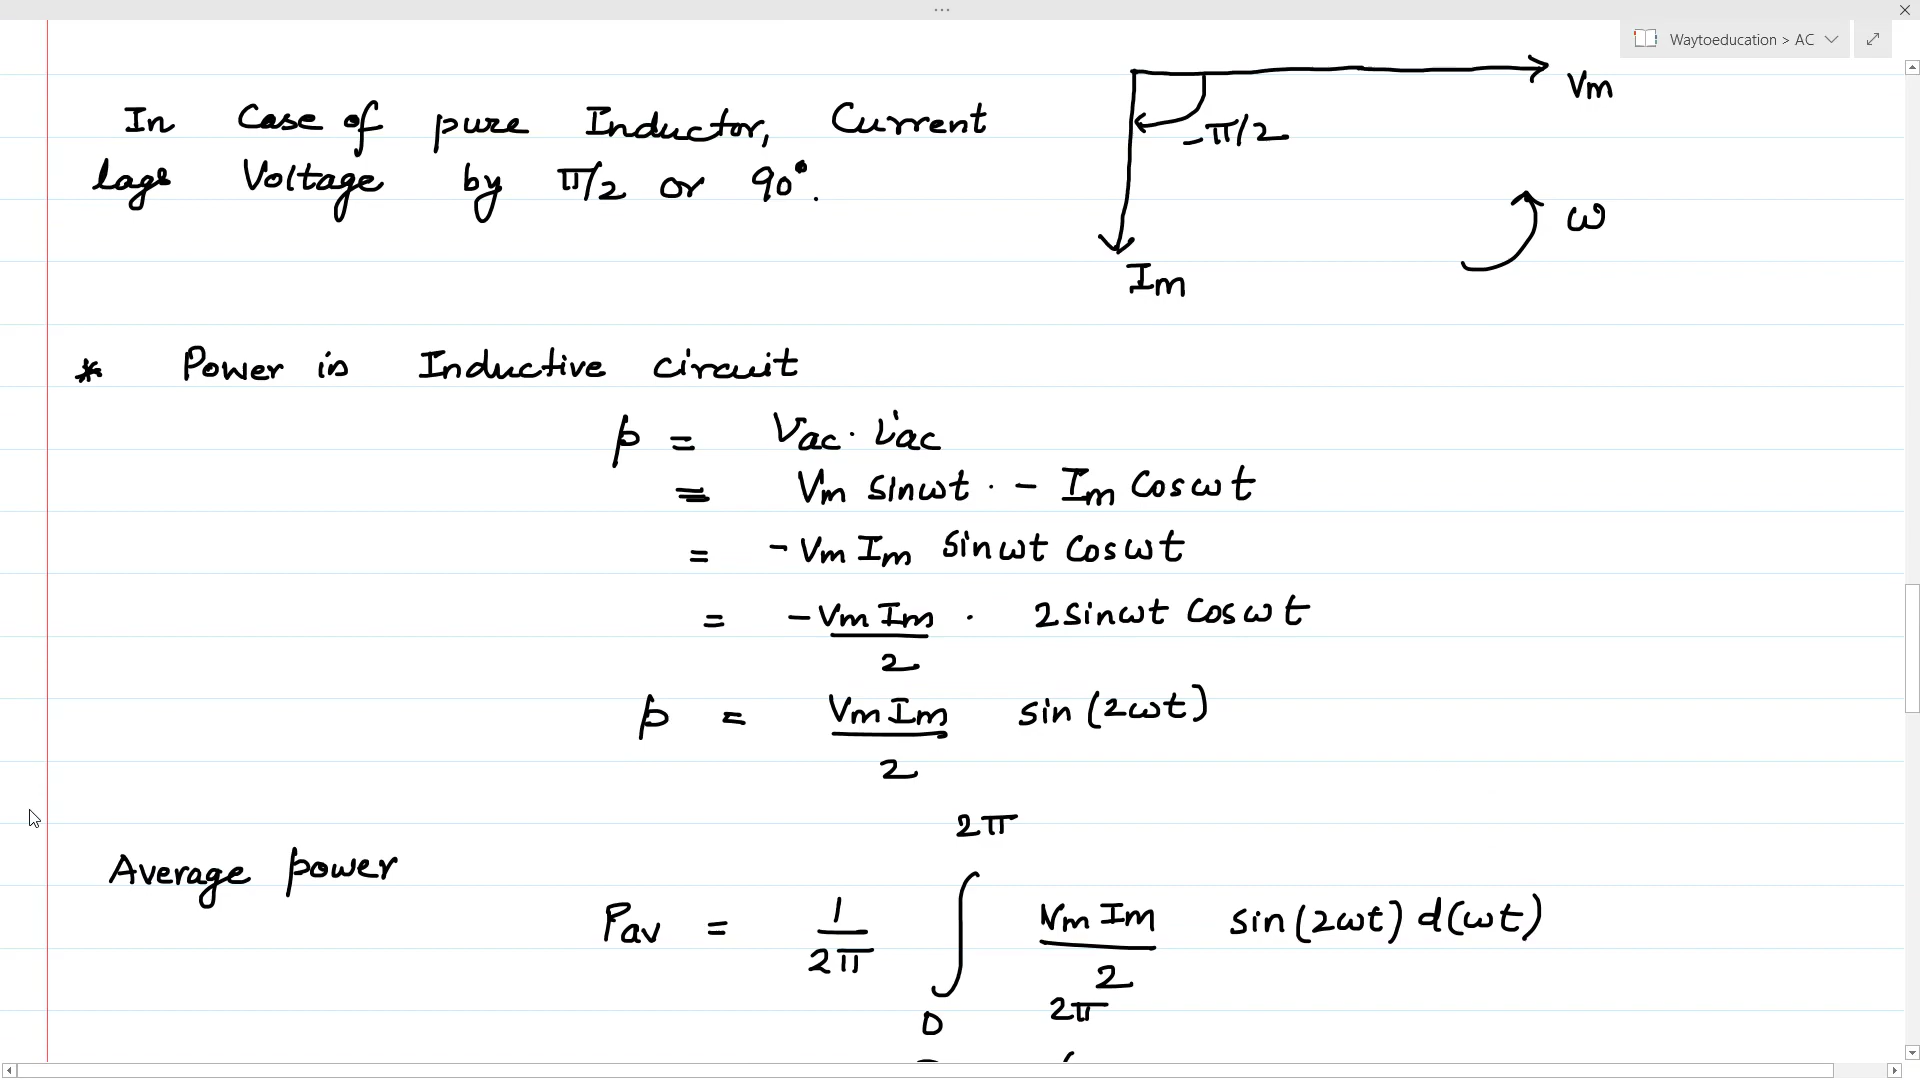 Waytoeducation > AC
Vm
In Case of pure Inductor, Current
-π/2
lags Voltage by π/2 or 90°.
ω
Im
* Power in Inductive circuit
p = Vac · iac
= Vm sinωt · - Im Cosωt
= - Vm Im Sinωt Cosωt
= - Vm Im / 2 · 2sinωt Cosωt
p = Vm Im / 2 sin(2ωt)
Average power
Pav = 1/2π ∫ 0 2π Vm Im / 2 sin(2ωt) d(ωt)
2π